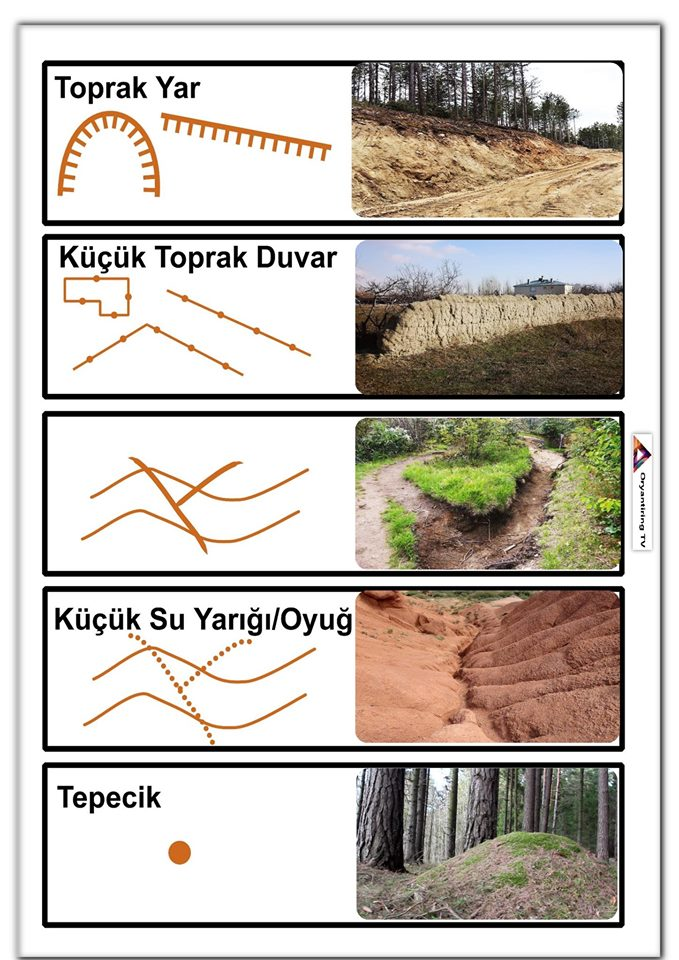 Toprak Yar
Küçük Toprak Duvar
Oryantiring TV
Küçük Su Yarığı/Oyuğ
Tepecik